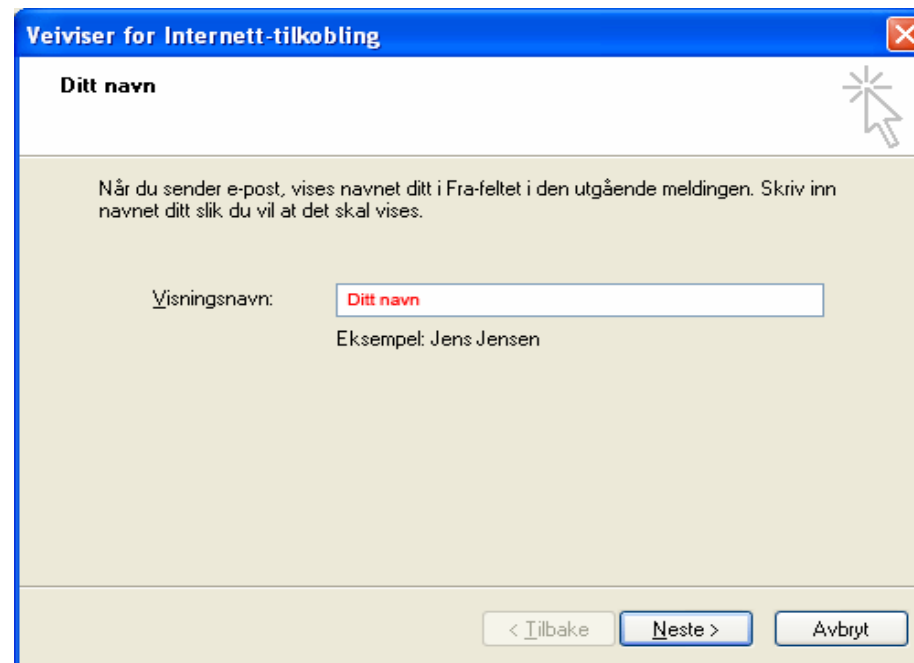 Veiviser for Internett-tilkobling
Ditt navn
Når du sender e-post, vises navnet ditt i Fra-feltet i den utgående meldingen. Skriv inn
navnet ditt slik du vil at det skal vises.
Visningsnavn: Ditt navn
Eksempel: Jens Jensen
< Tilbake Neste > Avbryt